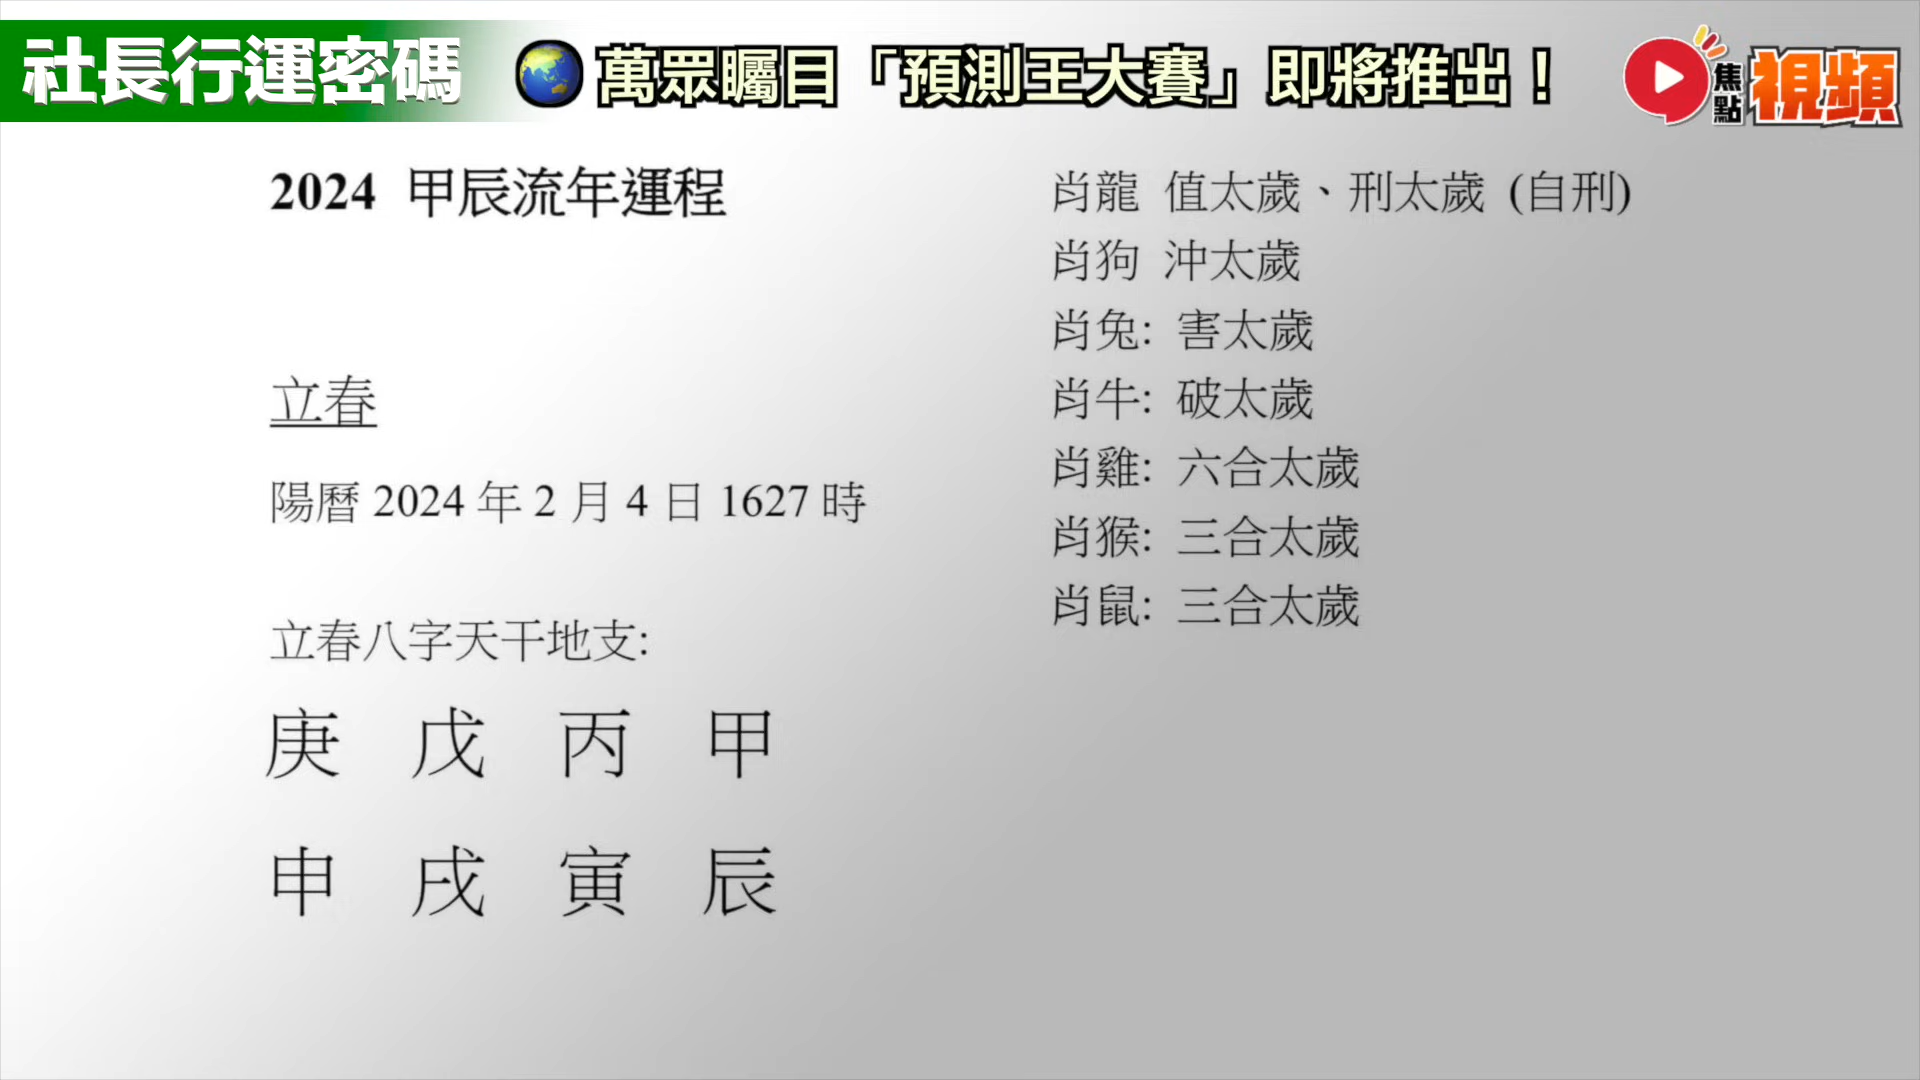 社長行運密碼
萬眾矚目「預測王大賽」即將推出！
焦點視頻
2024 甲辰流年運程
立春
陽曆 2024 年 2 月 4 日 1627 時
立春八字天干地支:
庚 戊 丙 甲
申 戌 寅 辰
肖龍 值太歲、刑太歲 (自刑)
肖狗 沖太歲
肖兔: 害太歲
肖牛: 破太歲
肖雞: 六合太歲
肖猴: 三合太歲
肖鼠: 三合太歲